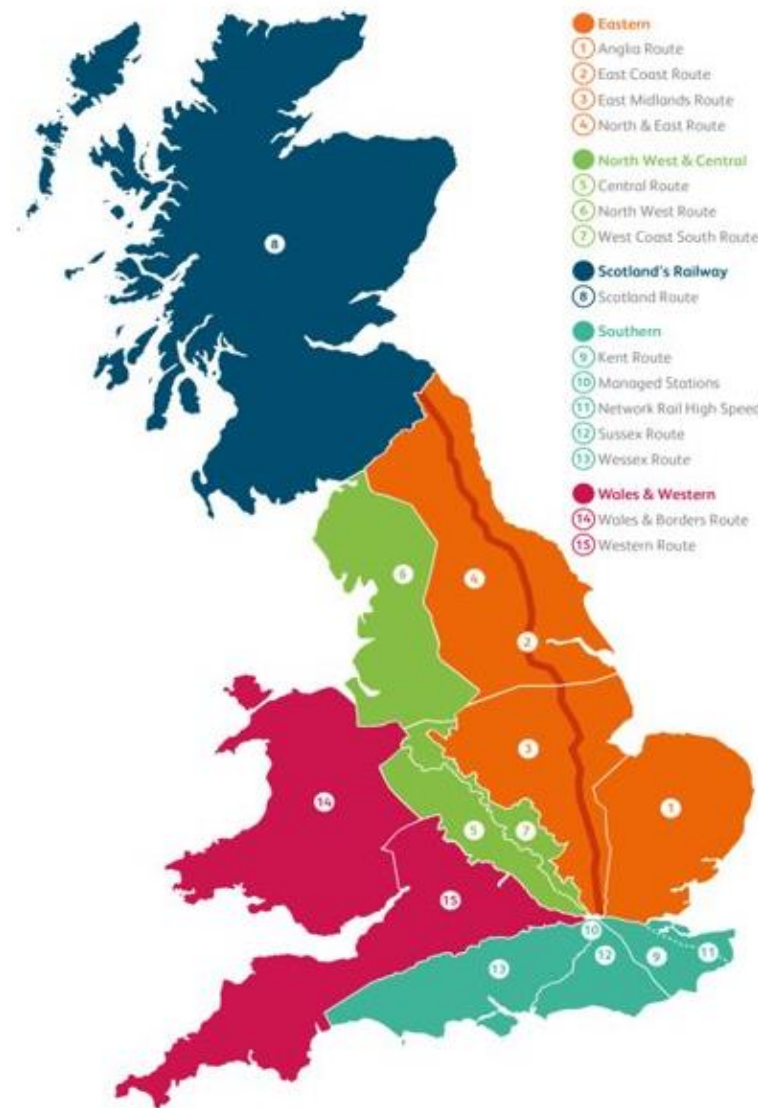 Eastern
1 Anglia Route
2 East Coast Route
3 East Midlands Route
4 North & East Route
North West & Central
5 Central Route
6 North West Route
7 West Coast South Route
Scotland's Railway
8 Scotland Route
Southern
9 Kent Route
10 Managed Stations
11 Network Rail High Speed
12 Sussex Route
13 Wessex Route
Wales & Western
14 Wales & Borders Route
15 Western Route
8
6
4
2
3
14
1
5
7
15
10
13
12
9
11